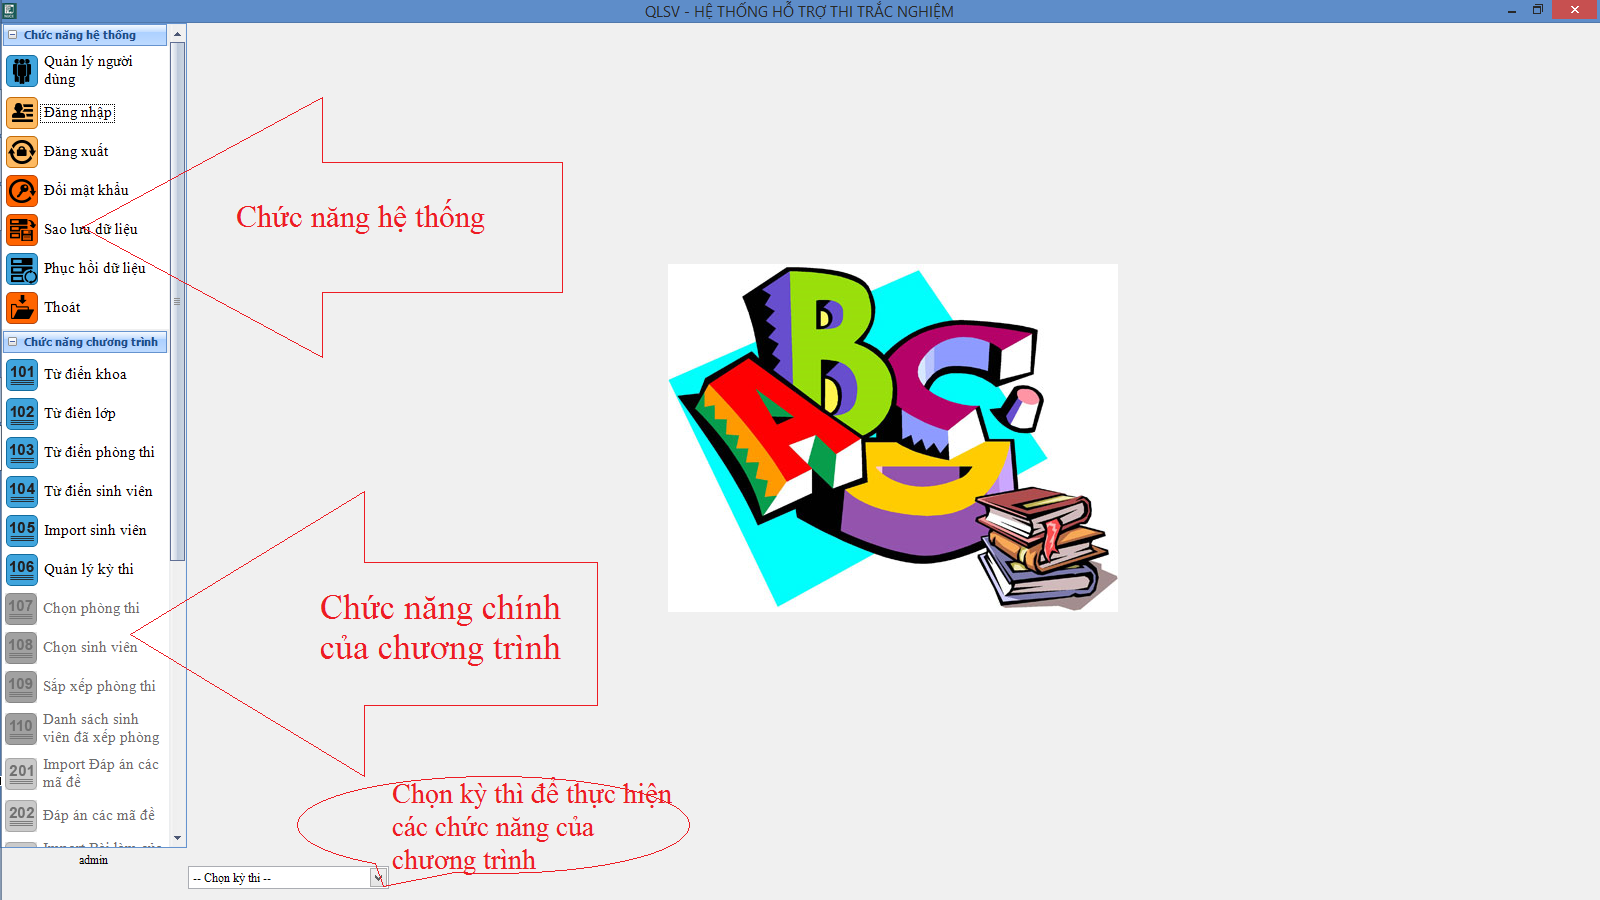 QLSV - HỆ THỐNG HỖ TRỢ THI TRẮC NGHIỆM
Chức năng hệ thống
Quản lý người
dùng
Đăng nhập
Đăng xuất
Đổi mật khẩu
Sao lưu dữ liệu
Phục hồi dữ liệu
Thoát
Chức năng chương trình
101 Từ điển khoa
102 Từ điên lớp
103 Từ điển phòng thi
104 Từ điển sinh viên
105 Import sinh viên
106 Quản lý kỳ thi
107 Chọn phòng thi
108 Chọn sinh viên
109 Sắp xếp phòng thi
110 Danh sách sinh
viên đã xếp phòng
201 Import Đáp án các
mã đề
202 Đáp án các mã đề
Import Bài làm của
admin
-- Chọn kỳ thi --
Chức năng hệ thống
Chức năng chính
của chương trình
Chọn kỳ thì để thực hiện
các chức năng của
chương trình
A B C